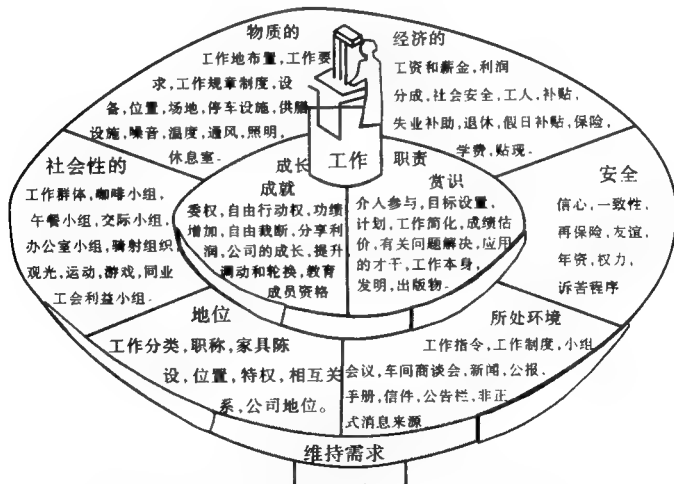 物质的
工作地布置,工作要
求,工作规章制度,设
备,位置,场地,停车设施,供膳
设施,噪音,温度,通风,照明,
休息室.
经济的
工资和薪金,利润
分成,社会安全,工人,补贴,
失业补助,退休,假日补贴,保险,
学费,贴现.
社会性的
工作群体,咖啡小组,
午餐小组,交际小组,
办公室小组,骑射组织
观光,运动,游戏,同业
工会利益小组.
成长
成就
委权,自由行动权,功绩
增加,自由裁断,分享利
润,公司的成长,提升
调动和轮换,教育
成员资格
工作
职责
赏识
介入参与,目标设置,
计划,工作简化,成绩估
价,有关问题解决,应用
的才干,工作本身,
发明,出版物.
安全
信心,一致性,
再保险,友谊,
年资,权力,
诉苦程序
地位
工作分类,职称,家具陈
设,位置,特权,相互关
系,公司地位。
所处环境
工作指令,工作制度,小组
会议,车间商谈会,新闻,公报、
手册,信件,公告栏,非正
式消息来源
维持需求